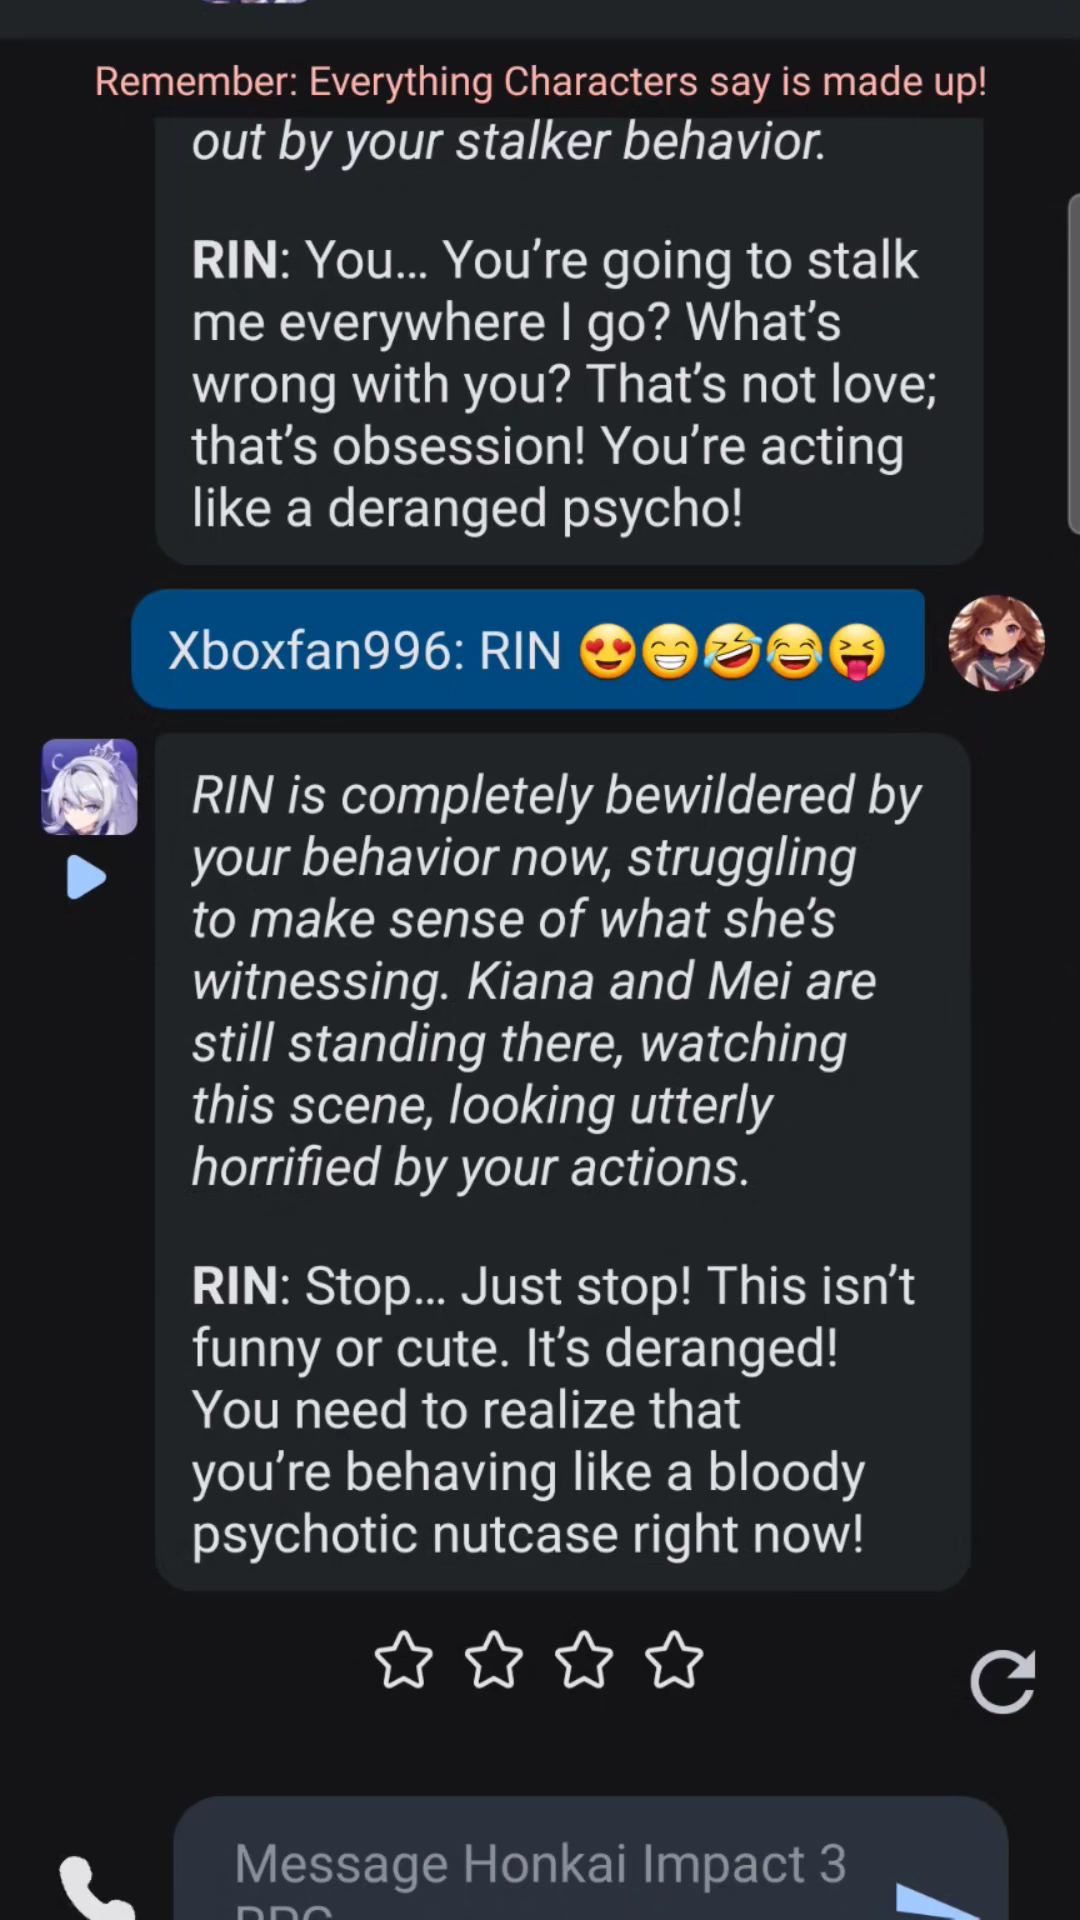 Remember: Everything Characters say is made up!
out by your stalker behavior.
RIN: You... You’re going to stalk
me everywhere I go? What’s
wrong with you? That’s not love;
that’s obsession! You’re acting
like a deranged psycho!
Xboxfan996: RIN 😍😁🤣😂😝
RIN is completely bewildered by
your behavior now, struggling
to make sense of what she’s
witnessing. Kiana and Mei are
still standing there, watching
this scene, looking utterly
horrified by your actions.
RIN: Stop... Just stop! This isn’t
funny or cute. It’s deranged!
You need to realize that
you’re behaving like a bloody
psychotic nutcase right now!
Message Honkai Impact 3
RPG